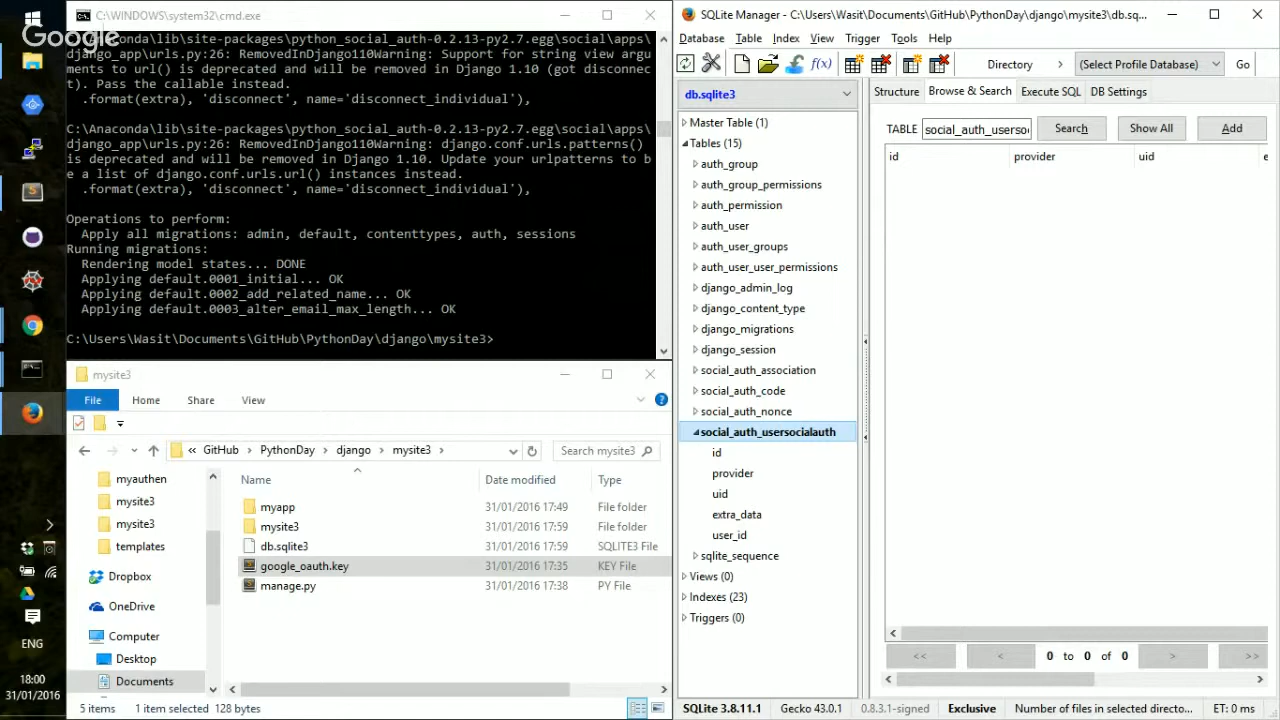 Google
C:\WINDOWS\system32\cmd.exe
conda\lib\site-packages\python_social_auth-0.2.13-py2.7.egg\social\apps\
django_app\urls.py:26: RemovedInDjango110Warning: Support for string view argu
ments to url() is deprecated and will be removed in Django 1.10 (got disconnec
t). Pass the callable instead.
.format(extra), 'disconnect', name='disconnect_individual'),
C:\Anaconda\lib\site-packages\python_social_auth-0.2.13-py2.7.egg\social\apps\
django_app\urls.py:26: RemovedInDjango110Warning: django.conf.urls.patterns()
is deprecated and will be removed in Django 1.10. Update your urlpatterns to b
e a list of django.conf.urls.url() instances instead.
.format(extra), 'disconnect', name='disconnect_individual'),
Operations to perform:
Apply all migrations: admin, default, contenttypes, auth, sessions
Running migrations:
Rendering model states... DONE
Applying default.0001_initial... OK
Applying default.0002_add_related_name... OK
Applying default.0003_alter_email_max_length... OK
C:\Users\Wasit\Documents\GitHub\PythonDay\django\mysite3>
mysite3
File Home Share View
« GitHub PythonDay django mysite3
Search mysite3
Name Date modified Type
myauthen
mysite3
mysite3
templates
Dropbox
OneDrive
Computer
Desktop
Documents
myapp 31/01/2016 17:49 File folder
mysite3 31/01/2016 17:59 File folder
db.sqlite3 31/01/2016 17:59 SQLITE3 File
google_oauth.key 31/01/2016 17:35 KEY File
manage.py 31/01/2016 17:38 PY File
5 items 1 item selected 128 bytes
ENG
18:00
31/01/2016
SQLite Manager - C:\Users\Wasit\Documents\GitHub\PythonDay\django\mysite3\db.sq...
Database Table Index View Trigger Tools Help
f(x) Directory (Select Profile Database) Go
db.sqlite3
Master Table (1)
Tables (15)
auth_group
auth_group_permissions
auth_permission
auth_user
auth_user_groups
auth_user_user_permissions
django_admin_log
django_content_type
django_migrations
django_session
social_auth_association
social_auth_code
social_auth_nonce
social_auth_usersocialauth
id
provider
uid
extra_data
user_id
sqlite_sequence
Views (0)
Indexes (23)
Triggers (0)
Structure Browse & Search Execute SQL DB Settings
TABLE social_auth_userso Search Show All Add
id provider uid e
<< < 0 to 0 of 0 > >>
SQLite 3.8.11.1 Gecko 43.0.1 0.8.3.1-signed Exclusive Number of files in selected directo... ET: 0 ms